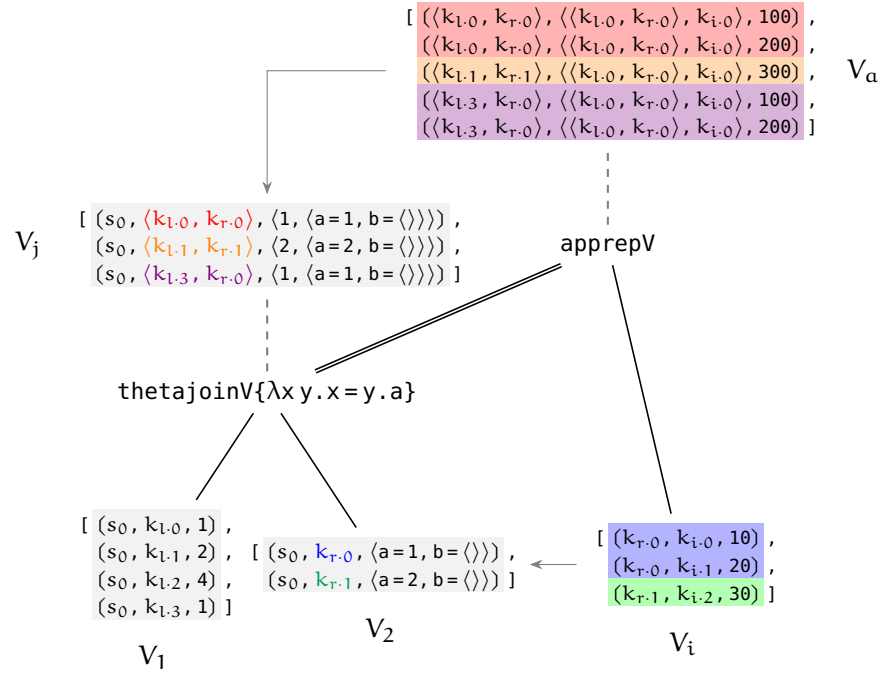 [ (⟨k_{l·0}, k_{r·0}⟩, ⟨⟨k_{l·0}, k_{r·0}⟩, k_{i·0}⟩, 100) ,
(⟨k_{l·0}, k_{r·0}⟩, ⟨⟨k_{l·0}, k_{r·0}⟩, k_{i·0}⟩, 200) ,
(⟨k_{l·1}, k_{r·1}⟩, ⟨⟨k_{l·0}, k_{r·0}⟩, k_{i·0}⟩, 300) ,
(⟨k_{l·3}, k_{r·0}⟩, ⟨⟨k_{l·0}, k_{r·0}⟩, k_{i·0}⟩, 100) ,
(⟨k_{l·3}, k_{r·0}⟩, ⟨⟨k_{l·0}, k_{r·0}⟩, k_{i·0}⟩, 200) ]
V_a
V_j
[ (s_0, ⟨k_{l·0}, k_{r·0}⟩, ⟨1, ⟨a=1, b=⟨⟩⟩⟩) ,
(s_0, ⟨k_{l·1}, k_{r·1}⟩, ⟨2, ⟨a=2, b=⟨⟩⟩⟩) ,
(s_0, ⟨k_{l·3}, k_{r·0}⟩, ⟨1, ⟨a=1, b=⟨⟩⟩⟩) ]
apprepV
thetajoinV{λx y.x=y.a}
[ (s_0, k_{l·0}, 1) ,
(s_0, k_{l·1}, 2) ,
(s_0, k_{l·2}, 4) ,
(s_0, k_{l·3}, 1) ]
V_1
[ (s_0, k_{r·0}, ⟨a=1, b=⟨⟩⟩) ,
(s_0, k_{r·1}, ⟨a=2, b=⟨⟩⟩) ]
V_2
[ (k_{r·0}, k_{i·0}, 10) ,
(k_{r·0}, k_{i·1}, 20) ,
(k_{r·1}, k_{i·2}, 30) ]
V_i